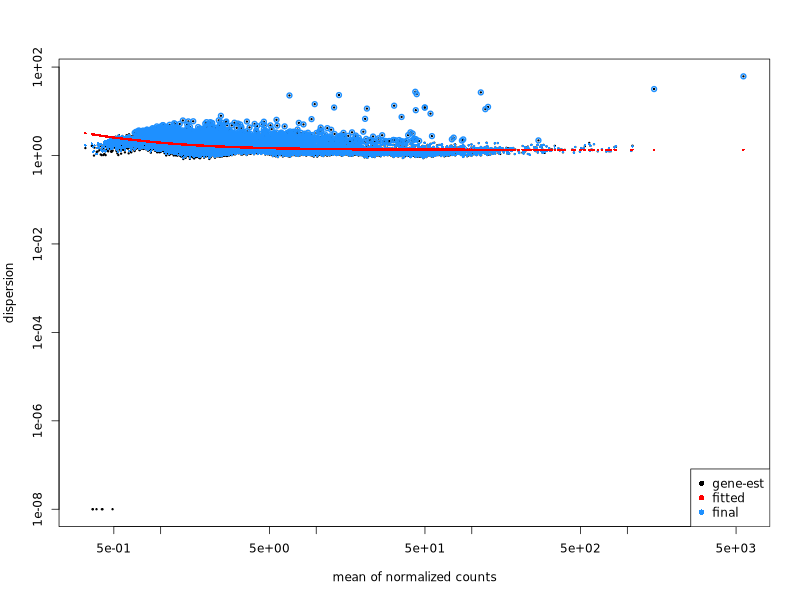 1e+02
1e+00
1e-02
1e-04
1e-06
1e-08
dispersion
5e-01
5e+00
5e+01
5e+02
5e+03
mean of normalized counts
gene-est
fitted
final